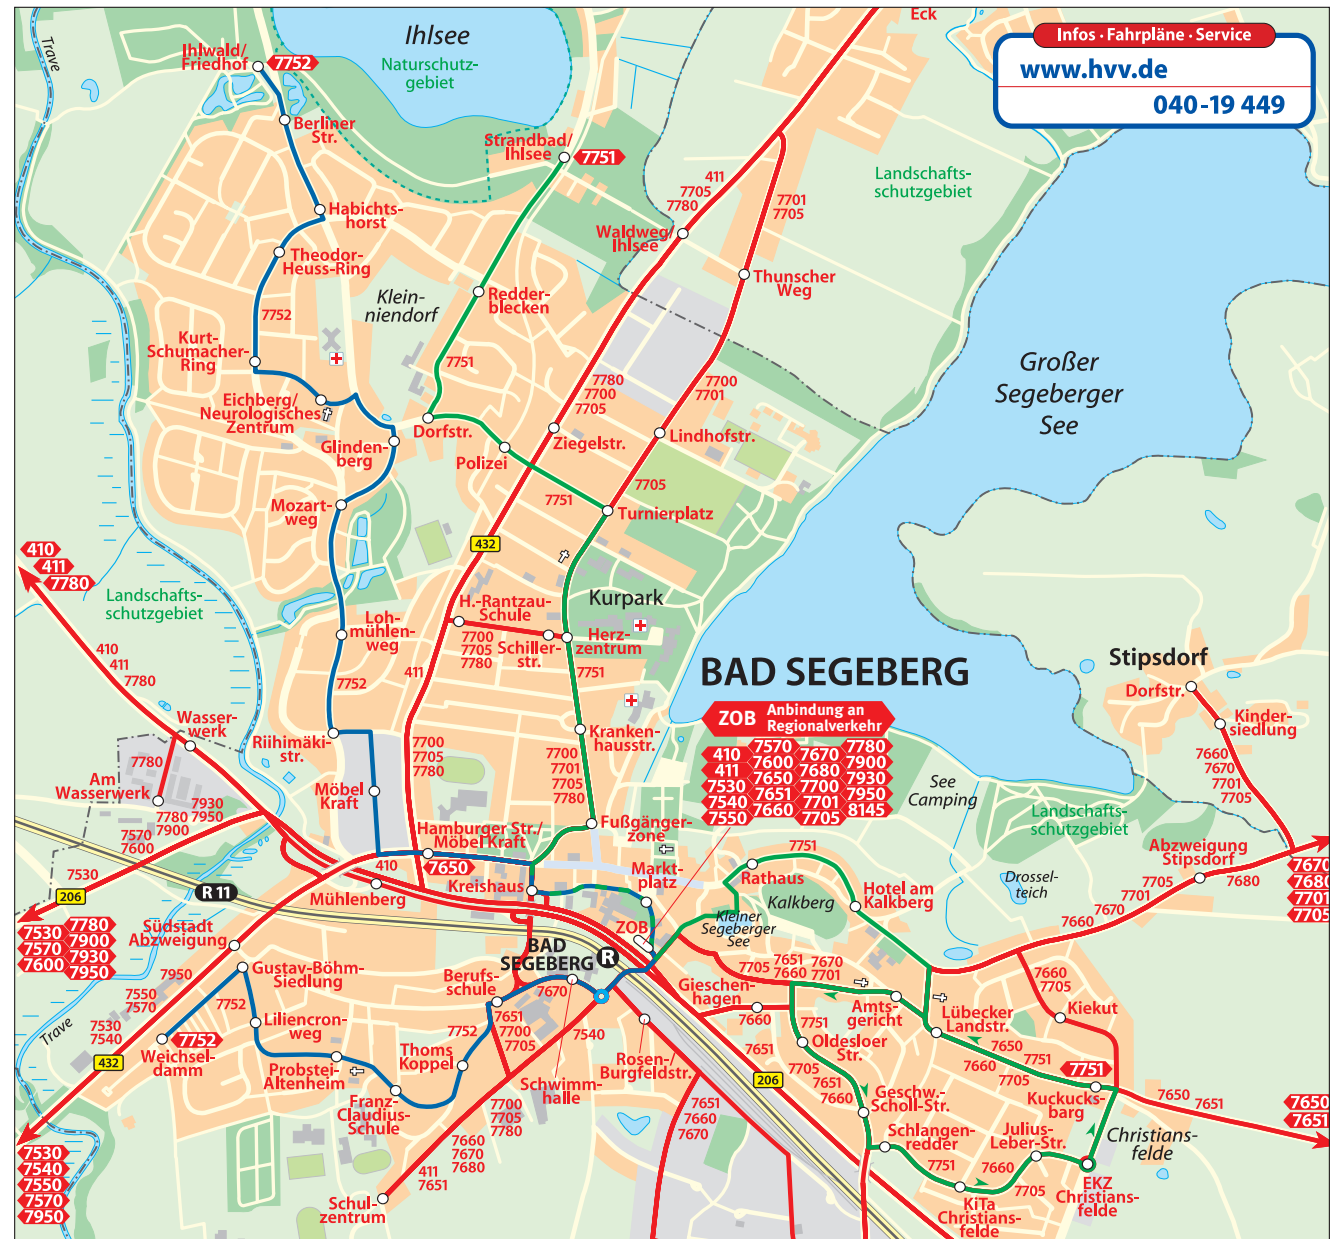 Eck
Infos · Fahrpläne · Service
www.hvv.de
040-19 449
Trave
Ihlwald/
Friedhof
7752
Ihlsee
Naturschutz-
gebiet
Berliner
Str.
Strandbad/
Ihlsee
7751
Landschafts-
schutzgebiet
411
7705
7780
7701
7705
Habichts-
horst
Waldweg/
Ihlsee
Theodor-
Heuss-Ring
Thunscher
Weg
Klein-
niendorf
Redder-
blecken
7752
Kurt-
Schumacher-
Ring
7751
Großer
Segeberger
See
7780
7700
7705
7700
7701
Eichberg/
Neurologisches
Zentrum
Dorfstr.
Ziegelstr.
Lindhofstr.
Glinden-
berg
Polizei
7751
7705
Mozart-
weg
Turnierplatz
432
410
411
7780
Landschafts-
schutzgebiet
H.-Rantzau-
Schule
Kurpark
Loh-
mühlen-
weg
7700
7705
7780
Schiller-
str.
Herz-
zentrum
410
411
7780
7751
411
7752
BAD SEGEBERG
Stipsdorf
Dorfstr.
Kinder-
siedlung
Wasser-
werk
Riihimäki-
str.
7700
7705
7780
Kranken-
hausstr.
ZOB
Anbindung an
Regionalverkehr
410
411
7530
7540
7550
7570
7600
7650
7651
7660
7670
7680
7700
7701
7705
7780
7900
7930
7950
8145
7660
7670
7701
7705
7780
Am
Wasserwerk
7700
7701
7705
7780
Möbel
Kraft
See
Camping
Landschafts-
schutzgebiet
7930
7780 7950
7900
7570
7600
Hamburger Str./
Möbel Kraft
Fußgänger-
zone
7751
Abzweigung
Stipsdorf
7670
7680
7701
7705
7530
206
R 11
410
7650
Kreishaus
Mühlenberg
Markt-
platz
Rathaus
Kalkberg
Hotel am
Kalkberg
Drossel-
teich
7660
7670
7701
7705
7680
Kleiner
Segeberger
See
7530
7570
7600
7780
7900
7930
7950
Südstadt
Abzweigung
ZOB
BAD
SEGEBERG
R
7950
Gustav-Böhm-
Siedlung
Berufs-
schule
7670
7705
7651
7660
7670
7701
Gieschen-
hagen
7660
7705
Kiekut
7550
7570
7752
7651
7700
7705
7660
Amts-
gericht
Lübecker
Landstr.
7530
7540
Liliencron-
weg
7752
7540
7751
Oldesloer
Str.
7650
7751
Trave
432
7752
Weichsel-
damm
Thoms
Koppel
Rosen-
Burgfeldstr.
7651
7660
7705
7751
Probstei-
Altenheim
Schwimm-
halle
206
7705
7651
7660
Geschw.-
Scholl-Str.
Kuckucks-
barg
7650
7651
7650
7651
Franz-
Claudius-
Schule
7700
7705
7780
7651
7660
7670
Schlangen-
redder
Julius-
Leber-Str.
Christians-
felde
7530
7540
7550
7570
7950
7660
7670
7680
411
7651
7751
7660
7705
EKZ
Christians-
felde
Schul-
zentrum
KiTa
Christians-
felde